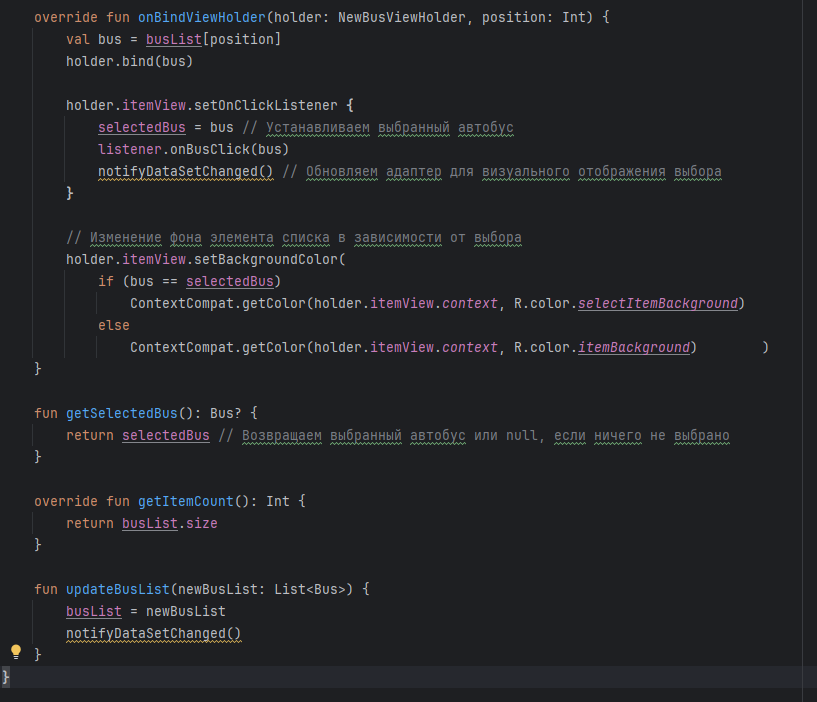 override fun onBindViewHolder(holder: NewBusViewHolder, position: Int) {
val bus = busList[position]
holder.bind(bus)
holder.itemView.setOnClickListener {
selectedBus = bus // Устанавливаем выбранный автобус
listener.onBusClick(bus)
notifyDataSetChanged() // Обновляем адаптер для визуального отображения выбора
}
// Изменение фона элемента списка в зависимости от выбора
holder.itemView.setBackgroundColor(
if (bus == selectedBus)
ContextCompat.getColor(holder.itemView.context, R.color.selectItemBackground)
else
ContextCompat.getColor(holder.itemView.context, R.color.itemBackground) )
}
fun getSelectedBus(): Bus? {
return selectedBus // Возвращаем выбранный автобус или null, если ничего не выбрано
}
override fun getItemCount(): Int {
return busList.size
}
fun updateBusList(newBusList: List<Bus>) {
busList = newBusList
notifyDataSetChanged()
}
}